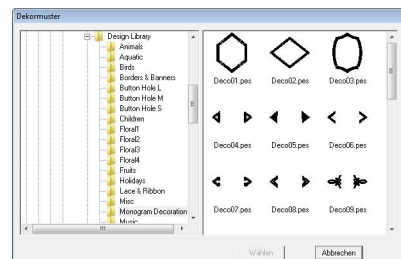 Dekormuster
Design Library
Animals
Aquatic
Birds
Borders & Banners
Button Hole L
Button Hole M
Button Hole S
Children
Floral1
Floral2
Floral3
Floral4
Fruits
Holidays
Lace & Ribbon
Misc
Monogram Decoration
Music
Deco01.pes Deco02.pes Deco03.pes
Deco04.pes Deco05.pes Deco06.pes
Deco07.pes Deco08.pes Deco09.pes
Wählen Abbrechen